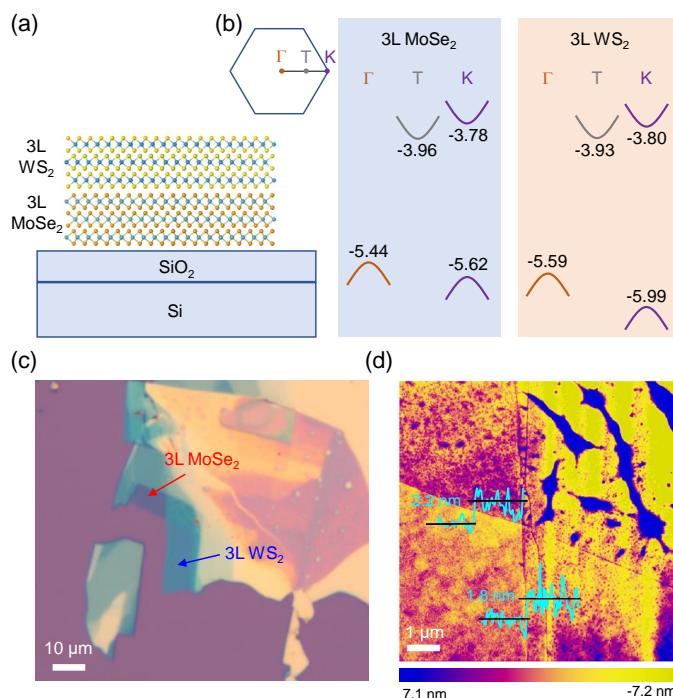 (a)
Γ T K
3L
WS₂
3L
MoSe₂
SiO₂
Si
(b)
3L MoSe₂
Γ T K
-3.96
-3.78
-5.44
-5.62
3L WS₂
Γ T K
-3.93
-3.80
-5.59
-5.99
(c)
3L MoSe₂
3L WS₂
10 µm
(d)
2.2 nm
1.8 nm
1 µm
7.1 nm
-7.2 nm